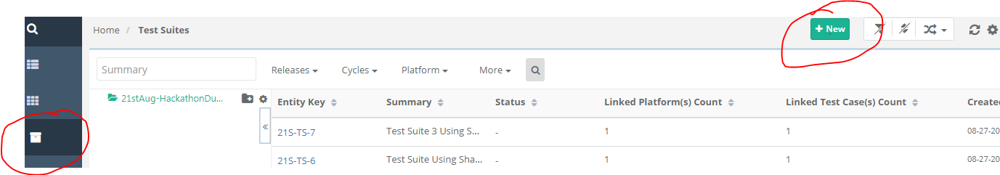 Home / Test Suites
+ New
Summary
Releases
Cycles
Platform
More
21stAug-HackathonDu...
Entity Key
Summary
Status
Linked Platform(s) Count
Linked Test Case(s) Count
Created
21S-TS-7
Test Suite 3 Using S...
-
1
1
08-27-20
21S-TS-6
Test Suite Using Sha...
-
1
1
08-27-20